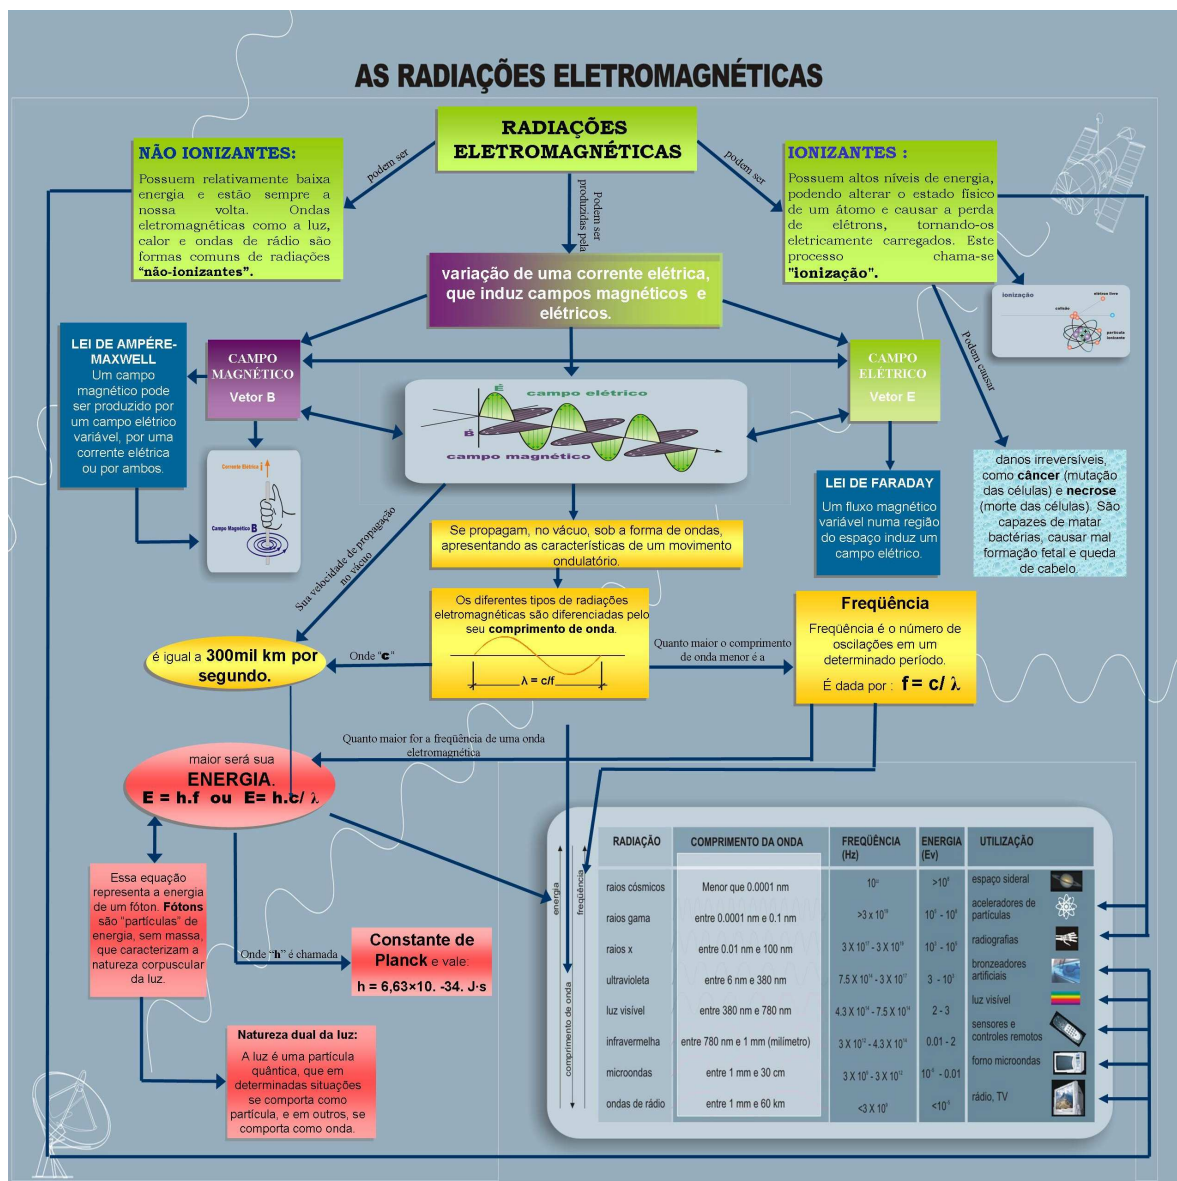 AS RADIAÇÕES ELETROMAGNÉTICAS
RADIAÇÕES
ELETROMAGNÉTICAS
podem ser
Podem ser
produzidas pela
podem ser
NÃO IONIZANTES:
Possuem relativamente baixa
energia e estão sempre a
nossa volta. Ondas
eletromagnéticas como a luz,
calor e ondas de rádio são
formas comuns de radiações
“não-ionizantes”.
IONIZANTES :
Possuem altos níveis de energia,
podendo alterar o estado físico
de um átomo e causar a perda
de elétrons, tornando-os
eletricamente carregados. Este
processo chama-se
"ionização".
variação de uma corrente elétrica,
que induz campos magnéticos e
elétricos.
ionização
elétron livre
colisão
partícula
ionizante
Podem causar
LEI DE AMPÉRE-
MAXWELL
Um campo
magnético pode
ser produzido por
um campo elétrico
variável, por uma
corrente elétrica
ou por ambos.
CAMPO
MAGNÉTICO
Vetor B
CAMPO
ELÉTRICO
Vetor E
É
campo elétrico
B
campo magnético
Corrente Elétrica i
Campo Magnético B
LEI DE FARADAY
Um fluxo magnético
variável numa região
do espaço induz um
campo elétrico.
danos irreversíveis,
como câncer (mutação
das células) e necrose
(morte das células). São
capazes de matar
bactérias, causar mal
formação fetal e queda
de cabelo.
Sua velocidade de propagação
no vácuo
Se propagam, no vácuo, sob a forma de ondas,
apresentando as características de um movimento
ondulatório.
Os diferentes tipos de radiações
eletromagnéticas são diferenciadas pelo
seu comprimento de onda.
λ = c/f
Onde “c”
é igual a 300mil km por
segundo.
Quanto maior o comprimento
de onda menor é a
Freqüência
Freqüência é o número de
oscilações em um
determinado período.
É dada por : f = c/ λ
Quanto maior for a freqüência de uma onda
eletromagnética
maior será sua
ENERGIA.
E = h.f ou E= h.c/ λ
Essa equação
representa a energia
de um fóton. Fótons
são “partículas” de
energia, sem massa,
que caracterizam a
natureza corpuscular
da luz.
Onde “h” é chamada
Constante de
Planck e vale:
h = 6,63×10. -34. J·s
Natureza dual da luz:
A luz é uma partícula
quântica, que em
determinadas situações
se comporta como
partícula, e em outros, se
comporta como onda.
energia
comprimento de onda
freqüência
RADIAÇÃO COMPRIMENTO DA ONDA FREQÜÊNCIA (Hz) ENERGIA (Ev) UTILIZAÇÃO
raios cósmicos Menor que 0.0001 nm espaço sideral
raios gama entre 0.0001 nm e 0.1 nm aceleradores de partículas
raios x entre 0.01 nm e 100 nm radiografias
ultravioleta entre 6 nm e 380 nm bronzeadores artificiais
luz visível entre 380 nm e 780 nm 4.3 X 10¹⁴ - 7.5 X 10¹⁴ 2 - 3 luz visível
infravermelha entre 780 nm e 1 mm (milímetro) 0.01 - 2 sensores e controles remotos
microondas entre 1 mm e 30 cm forno microondas
ondas de rádio entre 1 mm e 60 km rádio, TV